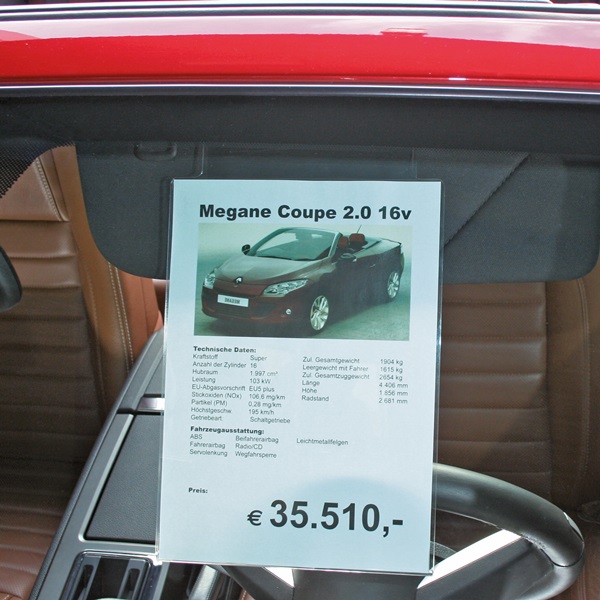 Megane Coupe 2.0 16v
Technische Daten:
Kraftstoff Super
Anzahl der Zylinder 16
Hubraum 1.997 cm³
Leistung 103 kW
EU-Abgasvorschrift EU5 plus
Stickoxiden (NOx) 106,6 mg/km
Partikel (PM) 0,28 mg/km
Höchstgeschw. 195 km/h
Getriebeart: Schaltgetriebe
Zul. Gesamtgewicht 1904 kg
Leergewicht mit Fahrer 1615 kg
Zul. Gesamtzuggewicht 2654 kg
Länge 4.406 mm
Höhe 1.856 mm
Radstand 2.681 mm
Fahrzeugausstattung:
ABS Beifahrerairbag Leichtmetallfelgen
Fahrerairbag Radio/CD
Servolenkung Wegfahrsperre
Preis:
€ 35.510,-